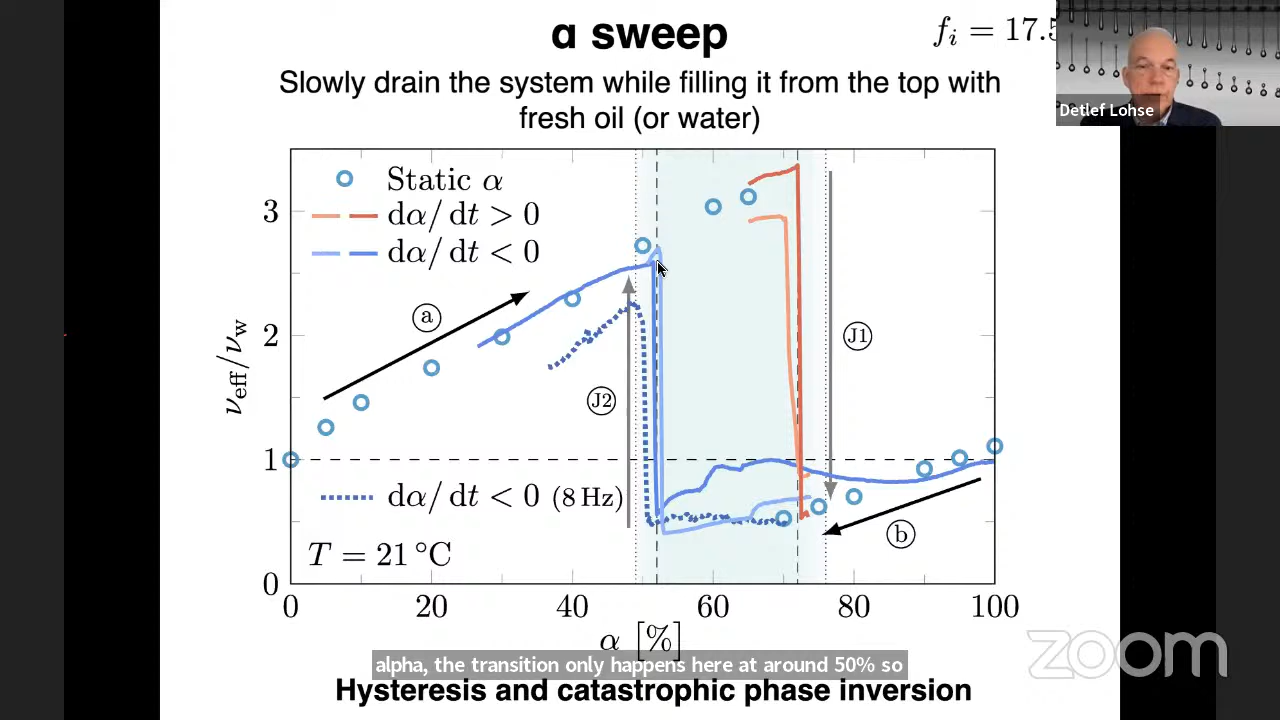 α sweep
f_i = 17.5
Detlef Lohse
Slowly drain the system while filling it from the top with
fresh oil (or water)
Static α
dα/ dt > 0
dα/ dt < 0
3
2
1
0
ν_eff/ν_w
a
J2
J1
b
dα/ dt < 0 (8 Hz)
T = 21 °C
0 20 40 60 80 100
α [%]
zoom
alpha, the transition only happens here at around 50% so
Hysteresis and catastrophic phase inversion